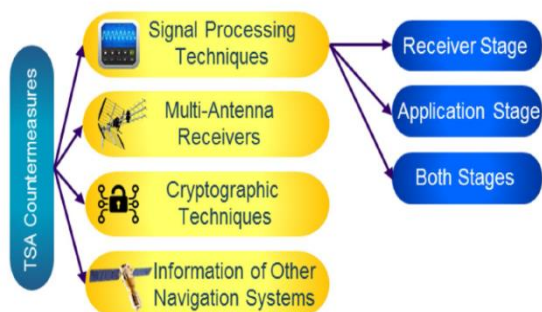 TSA Countermeasures
Signal Processing
Techniques
Multi-Antenna
Receivers
Cryptographic
Techniques
Information of Other
Navigation Systems
Receiver Stage
Application Stage
Both Stages